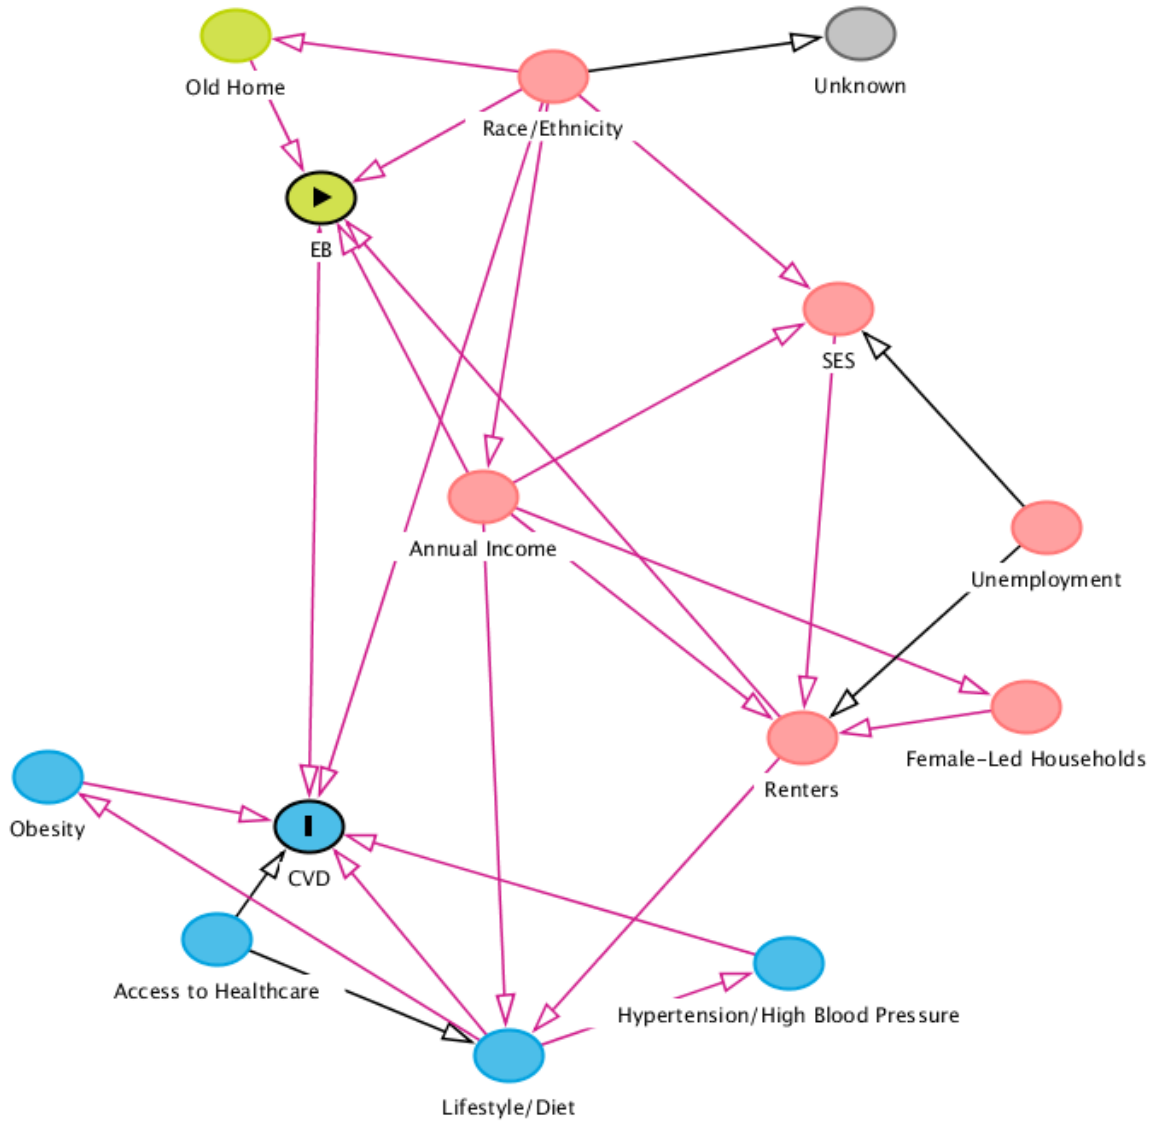 Old Home
Unknown
Race/Ethnicity
EB
SES
Annual Income
Unemployment
Female-Led Households
Renters
Obesity
CVD
Access to Healthcare
Hypertension/High Blood Pressure
Lifestyle/Diet